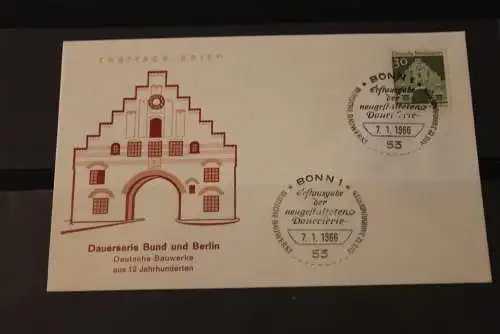 ERSTTAGS-BRIEF
30
Deutsche Bundespost
BONN 1
Erstausgabe
der
neugestalteten
Dauerserie
7. 1. 1966
53
BONN 1
Erstausgabe
der
neugestalteten
Dauerserie
7. 1. 1966
53
Dauerserie Bund und Berlin
Deutsche Bauwerke
aus 12 Jahrhunderten